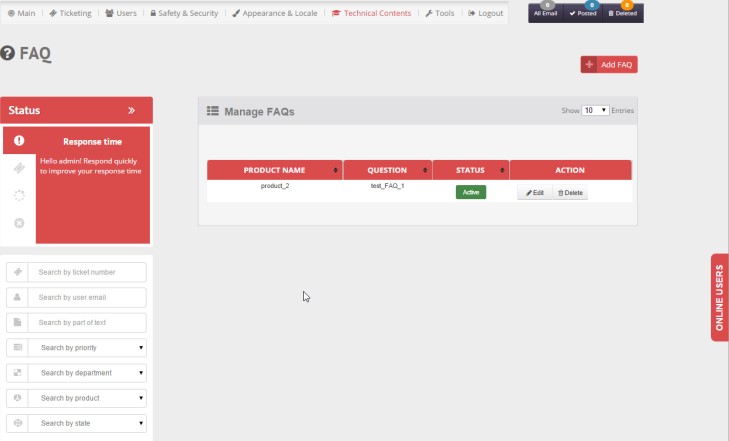 Main | Ticketing | Users | Safety & Security | Appearance & Locale | Technical Contents | Tools | Logout
0 0 0
All Email Posted Deleted
? FAQ
+ Add FAQ
Status »
Response time
Hello admin! Respond quickly
to improve your response time
Manage FAQs
Show 10 Entries
PRODUCT NAME QUESTION STATUS ACTION
product_2 test_FAQ_1 Active Edit Delete
Search by ticket number
Search by user email
Search by part of text
Search by priority
Search by department
Search by product
Search by state
ONLINE USERS